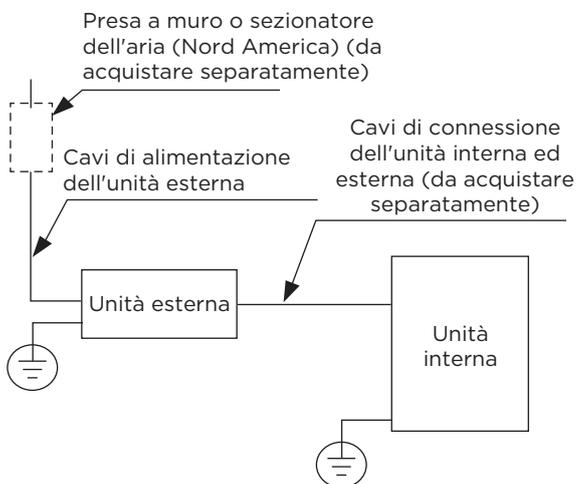 Presa a muro o sezionatore
dell'aria (Nord America) (da
acquistare separatamente)
Cavi di connessione
dell'unità interna ed
esterna (da acquistare
separatamente)
Cavi di alimentazione
dell'unità esterna
Unità esterna
Unità
interna